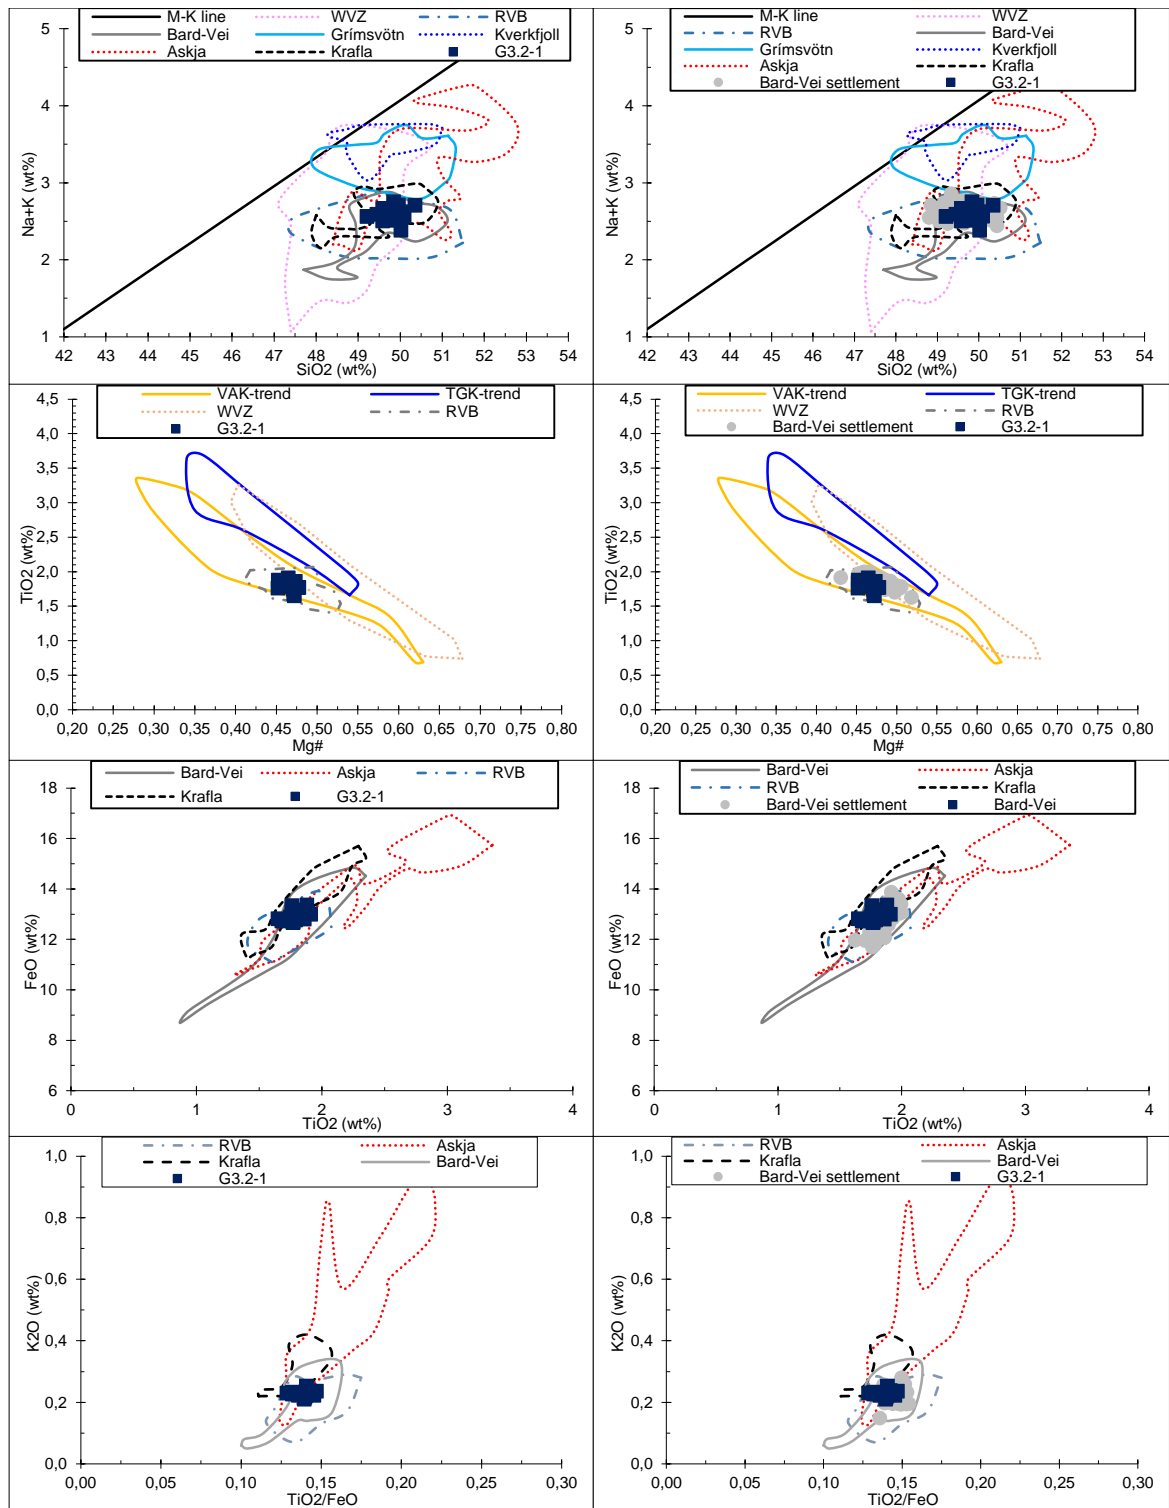 M-K line WVZ RVB
Bard-Vei Grímsvötn Kverkfjoll
Askja Krafla G3.2-1
5
4
3
2
1
Na+K (wt%)
42 43 44 45 46 47 48 49 50 51 52 53 54
SiO2 (wt%)
M-K line WVZ
RVB Bard-Vei
Grímsvötn Kverkfjoll
Askja Krafla
Bard-Vei settlement G3.2-1
5
4
3
2
1
Na+K (wt%)
42 43 44 45 46 47 48 49 50 51 52 53 54
SiO2 (wt%)
VAK-trend TGK-trend
WVZ RVB
G3.2-1
4,5
4,0
3,5
3,0
2,5
2,0
1,5
1,0
0,5
0,0
TiO2 (wt%)
0,20 0,25 0,30 0,35 0,40 0,45 0,50 0,55 0,60 0,65 0,70 0,75 0,80
Mg#
VAK-trend TGK-trend
WVZ RVB
Bard-Vei settlement G3.2-1
4,5
4,0
3,5
3,0
2,5
2,0
1,5
1,0
0,5
0,0
TiO2 (wt%)
0,20 0,25 0,30 0,35 0,40 0,45 0,50 0,55 0,60 0,65 0,70 0,75 0,80
Mg#
Bard-Vei Askja RVB
Krafla G3.2-1
18
16
14
12
10
8
6
FeO (wt%)
0 1 2 3 4
TiO2 (wt%)
Bard-Vei Askja
RVB Krafla
Bard-Vei settlement Bard-Vei
18
16
14
12
10
8
6
FeO (wt%)
0 1 2 3 4
TiO2 (wt%)
RVB Askja
Krafla Bard-Vei
G3.2-1
1,0
0,8
0,6
0,4
0,2
0,0
K2O (wt%)
0,00 0,05 0,10 0,15 0,20 0,25 0,30
TiO2/FeO
RVB Askja
Krafla Bard-Vei
Bard-Vei settlement G3.2-1
1,0
0,8
0,6
0,4
0,2
0,0
K2O (wt%)
0,00 0,05 0,10 0,15 0,20 0,25 0,30
TiO2/FeO